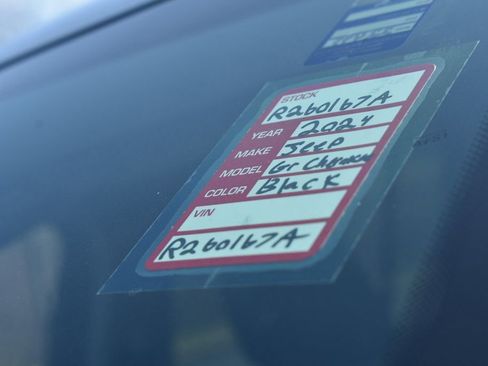 STOCK
R260167A
YEAR 2024
MAKE Jeep
MODEL Gr Cherokee
COLOR Black
VIN
R260167A